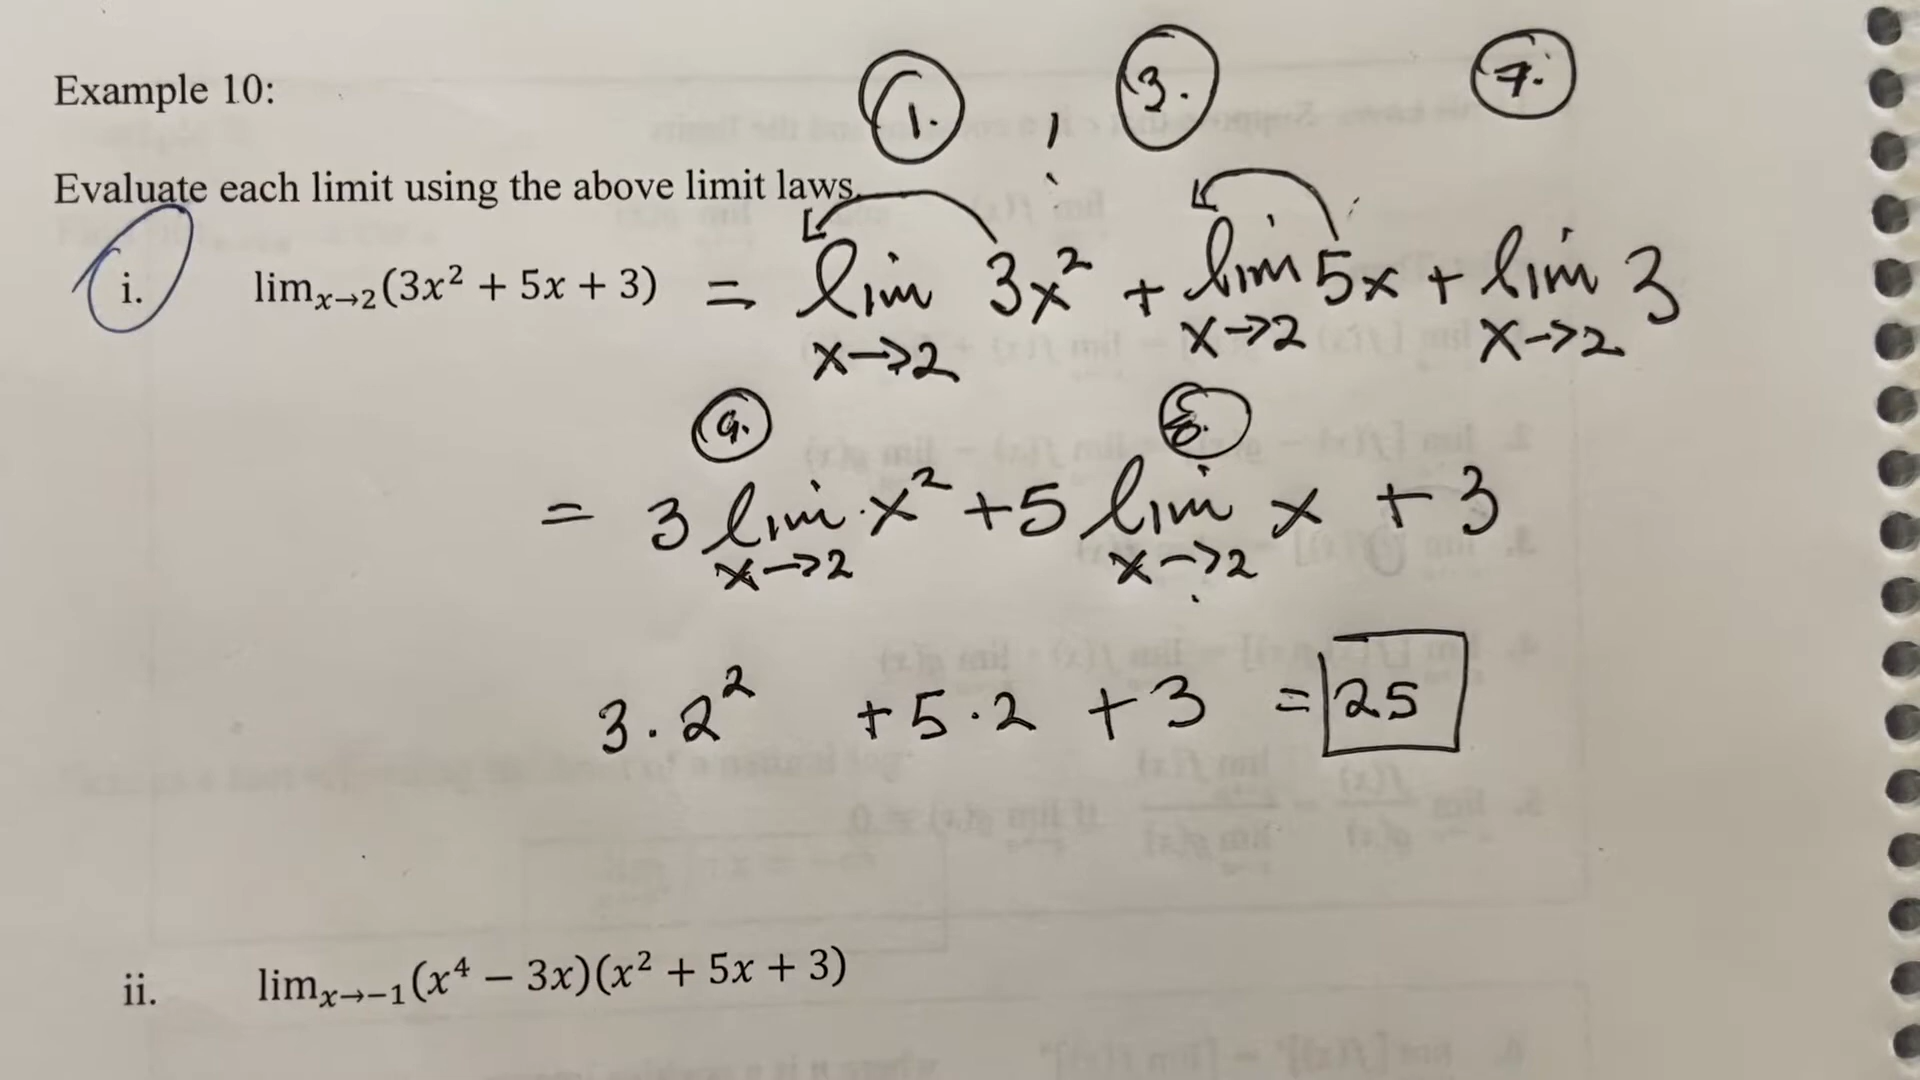 Example 10:
1. , 3. 7.
Evaluate each limit using the above limit laws.
i. lim x→2 (3x² + 5x + 3) = lim x→2 3x² + lim x→2 5x + lim x→2 3
9. 8.
= 3 lim x→2 x² + 5 lim x→2 x + 3
3 · 2² + 5 · 2 + 3 = 25
ii. lim x→−1 (x⁴ − 3x)(x² + 5x + 3)